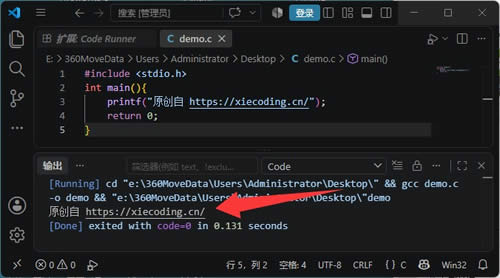 搜索 [管理员]
登录
扩展: Code Runner
demo.c
E: > 360MoveData > Users > Administrator > Desktop > C demo.c > main()
1 #include <stdio.h>
2 int main(){
3 printf("原创自 https://xiecoding.cn/");
4 return 0;
5 }
输出
筛选器(例如 text, !exclu...
Code
[Running] cd "e:\360MoveData\Users\Administrator\Desktop\" && gcc demo.c
-o demo && "e:\360MoveData\Users\Administrator\Desktop\"demo
原创自 https://xiecoding.cn/
[Done] exited with code=0 in 0.131 seconds
0 0 行 5，列 2 空格: 4 UTF-8 CRLF {} C Win32